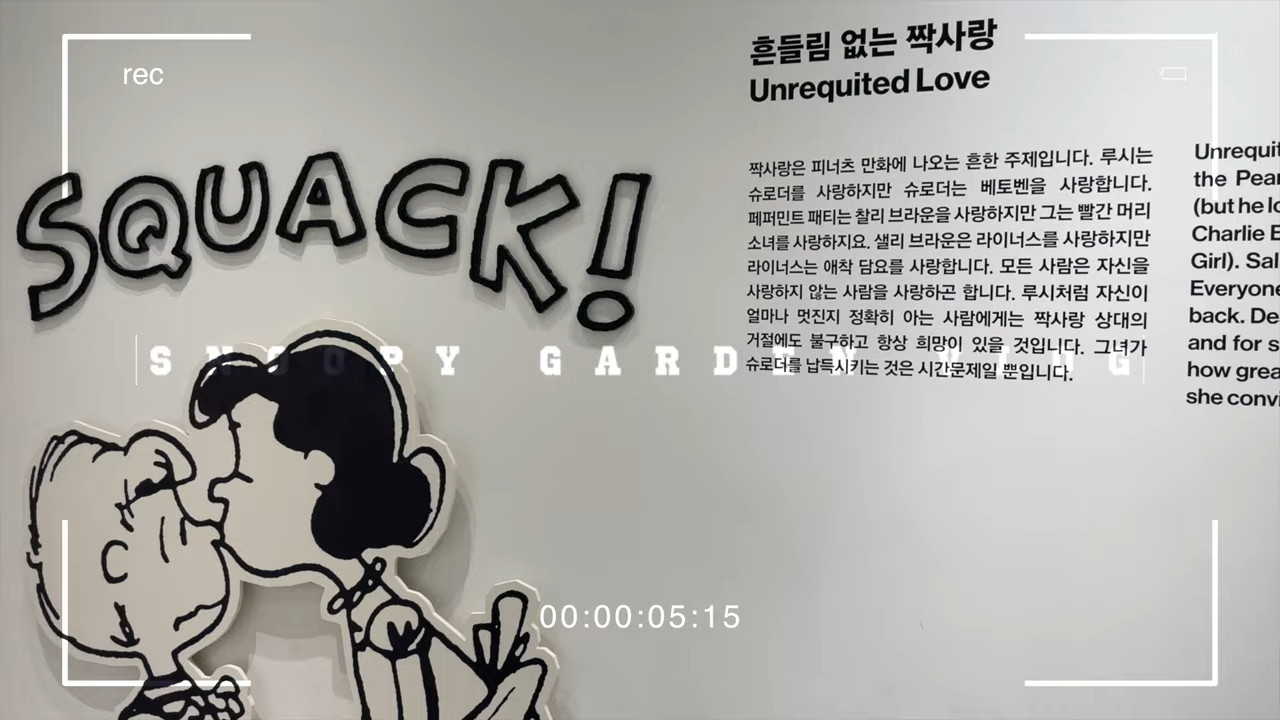 rec
흔들림 없는 짝사랑
Unrequited Love
SQUACK!
짝사랑은 피너츠 만화에 나오는 흔한 주제입니다. 루시는
슈로더를 사랑하지만 슈로더는 베토벤을 사랑합니다.
페퍼민트 패티는 찰리 브라운을 사랑하지만 그는 빨간 머리
소녀를 사랑하지요. 샐리 브라운은 라이너스를 사랑하지만
라이너스는 애착 담요를 사랑합니다. 모든 사람은 자신을
사랑하지 않는 사람을 사랑하곤 합니다. 루시처럼 자신이
얼마나 멋진지 정확히 아는 사람에게는 짝사랑 상대의
거절에도 불구하고 항상 희망이 있을 것입니다. 그녀가
슈로더를 납득시키는 것은 시간문제일 뿐입니다.
Unrequit
the Pear
(but he lo
Charlie B
Girl). Sal
Everyone
back. De
and for s
how grea
she convi
SNOOPY GARDEN VLOG
00:00:05:15